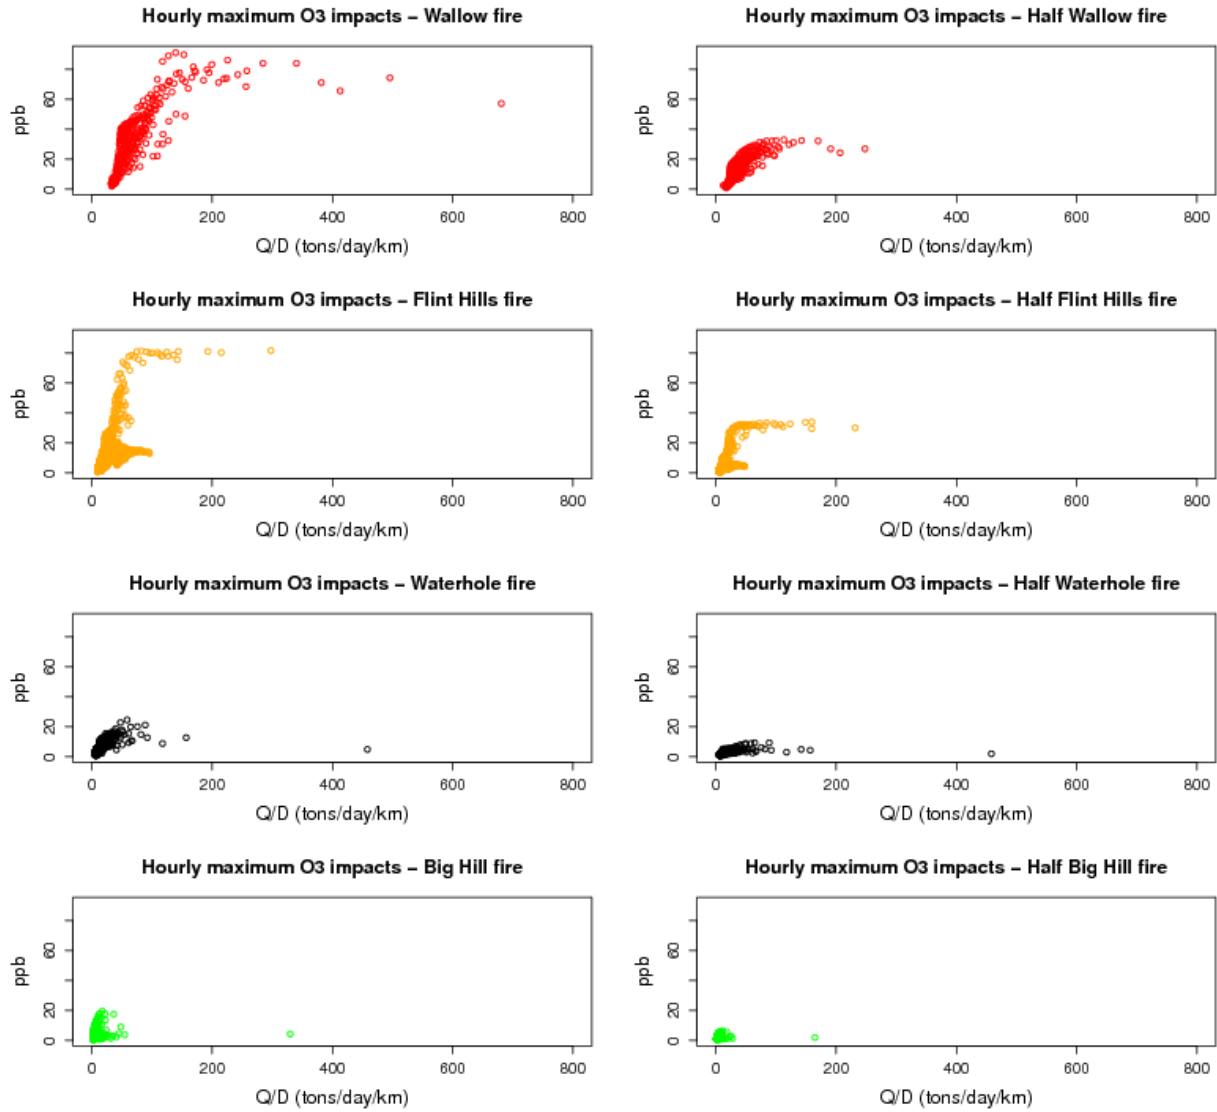 Hourly maximum O3 impacts – Wallow fire
ppb
0 20 60
0 200 400 600 800
Q/D (tons/day/km)
Hourly maximum O3 impacts – Half Wallow fire
ppb
0 20 60
0 200 400 600 800
Q/D (tons/day/km)
Hourly maximum O3 impacts – Flint Hills fire
ppb
0 20 60
0 200 400 600 800
Q/D (tons/day/km)
Hourly maximum O3 impacts – Half Flint Hills fire
ppb
0 20 60
0 200 400 600 800
Q/D (tons/day/km)
Hourly maximum O3 impacts – Waterhole fire
ppb
0 20 60
0 200 400 600 800
Q/D (tons/day/km)
Hourly maximum O3 impacts – Half Waterhole fire
ppb
0 20 60
0 200 400 600 800
Q/D (tons/day/km)
Hourly maximum O3 impacts – Big Hill fire
ppb
0 20 60
0 200 400 600 800
Q/D (tons/day/km)
Hourly maximum O3 impacts – Half Big Hill fire
ppb
0 20 60
0 200 400 600 800
Q/D (tons/day/km)